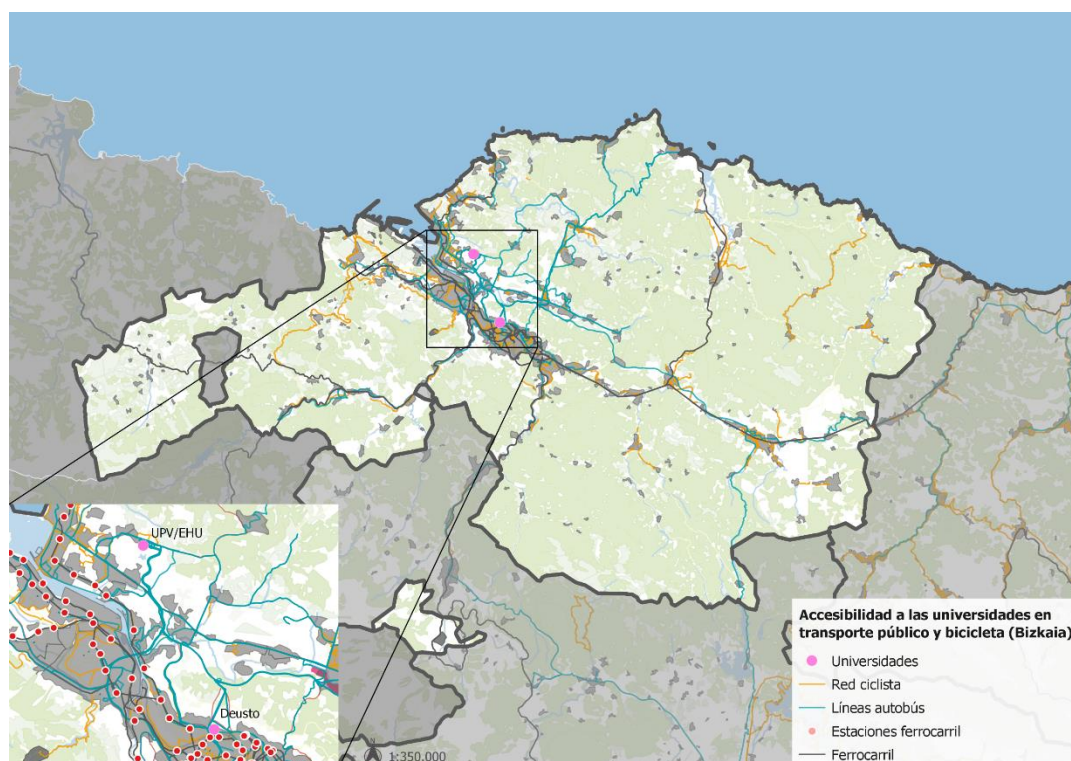 UPV/EHU
Deusto
1:350.000
Accesibilidad a las universidades en
transporte público y bicicleta (Bizkaia)
Universidades
Red ciclista
Líneas autobús
Estaciones ferrocarril
Ferrocarril